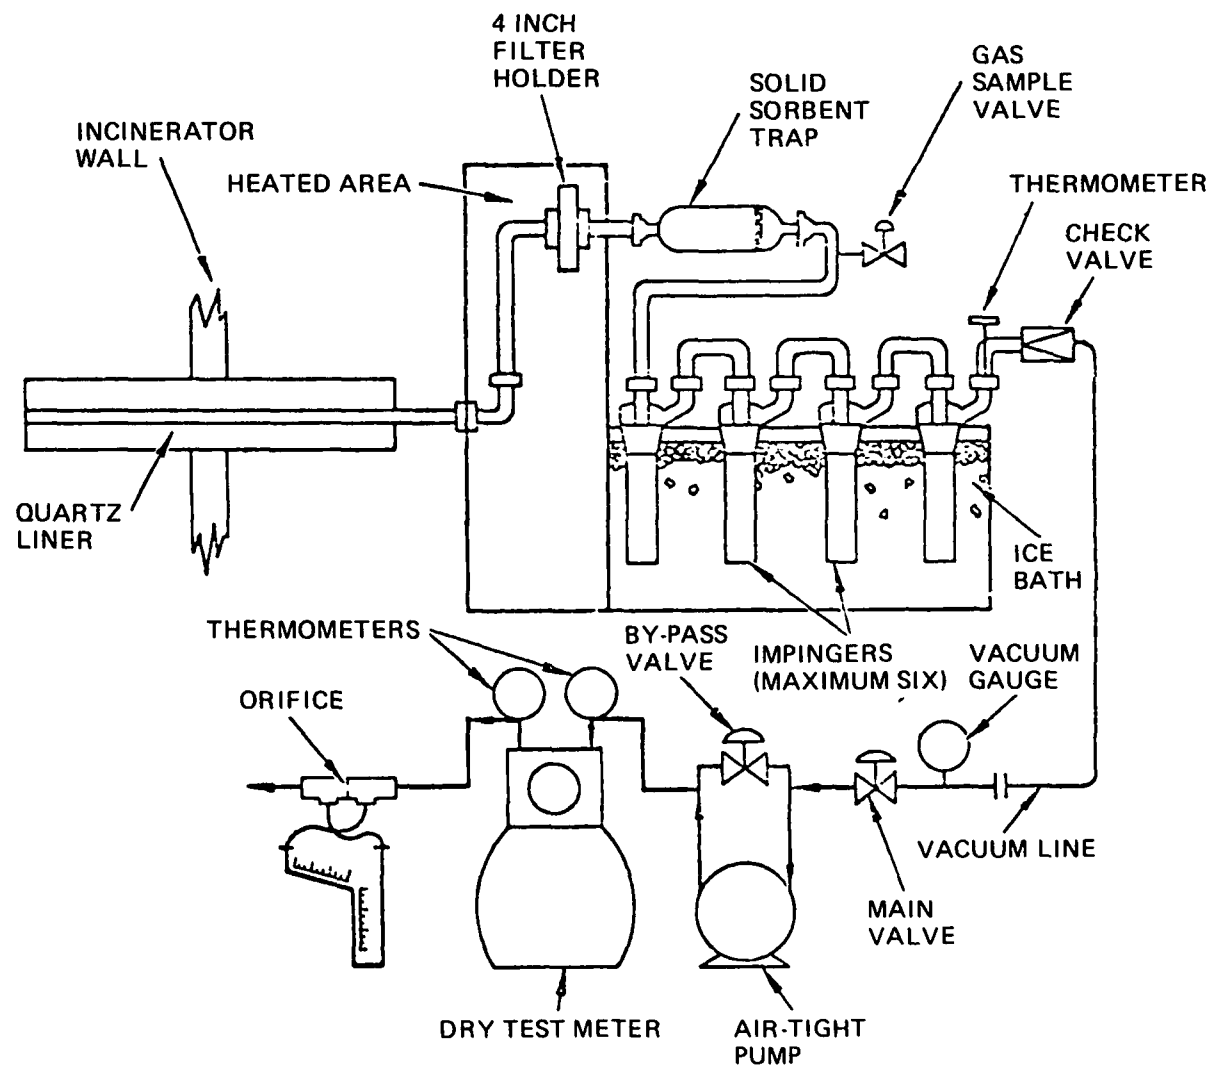 4 INCH
FILTER
HOLDER
GAS
SAMPLE
VALVE
SOLID
SORBENT
TRAP
INCINERATOR
WALL
HEATED AREA
THERMOMETER
CHECK
VALVE
QUARTZ
LINER
ICE
BATH
THERMOMETERS
BY-PASS
VALVE
IMPINGERS
(MAXIMUM SIX)
VACUUM
GAUGE
ORIFICE
VACUUM LINE
MAIN
VALVE
DRY TEST METER
AIR-TIGHT
PUMP